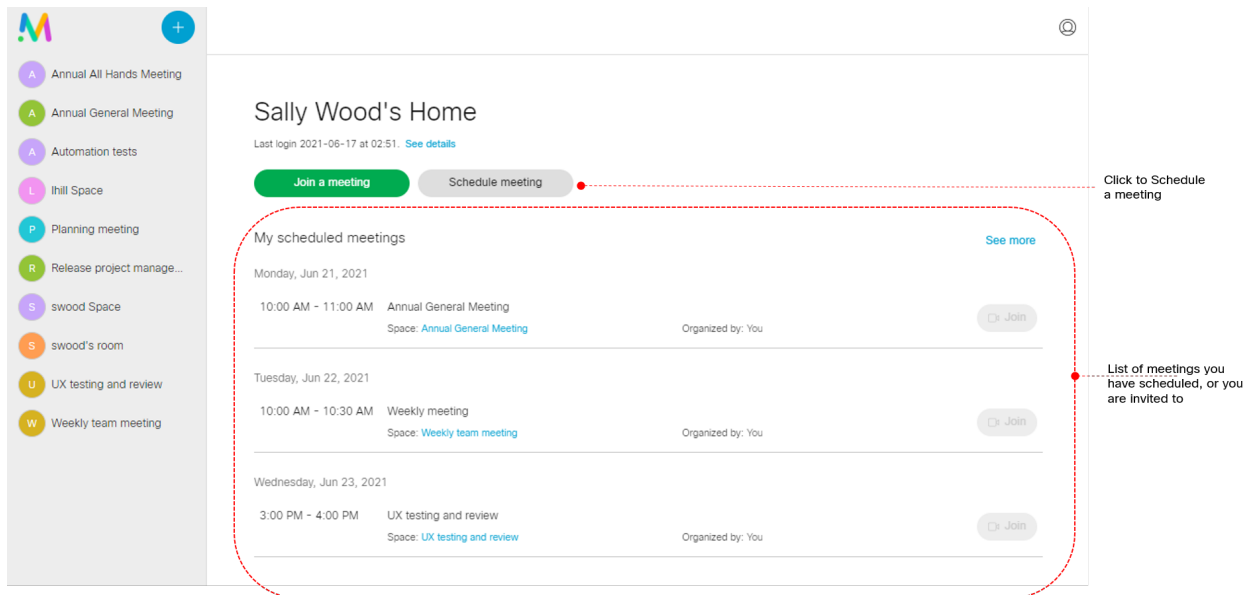 A Annual All Hands Meeting
A Annual General Meeting
A Automation tests
L lhill Space
P Planning meeting
R Release project manage...
S swood Space
S swood's room
U UX testing and review
W Weekly team meeting
Sally Wood's Home
Last login 2021-06-17 at 02:51. See details
Join a meeting Schedule meeting
Click to Schedule
a meeting
My scheduled meetings See more
Monday, Jun 21, 2021
10:00 AM - 11:00 AM Annual General Meeting Join
Space: Annual General Meeting Organized by: You
Tuesday, Jun 22, 2021
10:00 AM - 10:30 AM Weekly meeting Join
Space: Weekly team meeting Organized by: You
Wednesday, Jun 23, 2021
3:00 PM - 4:00 PM UX testing and review Join
Space: UX testing and review Organized by: You
List of meetings you
have scheduled, or you
are invited to